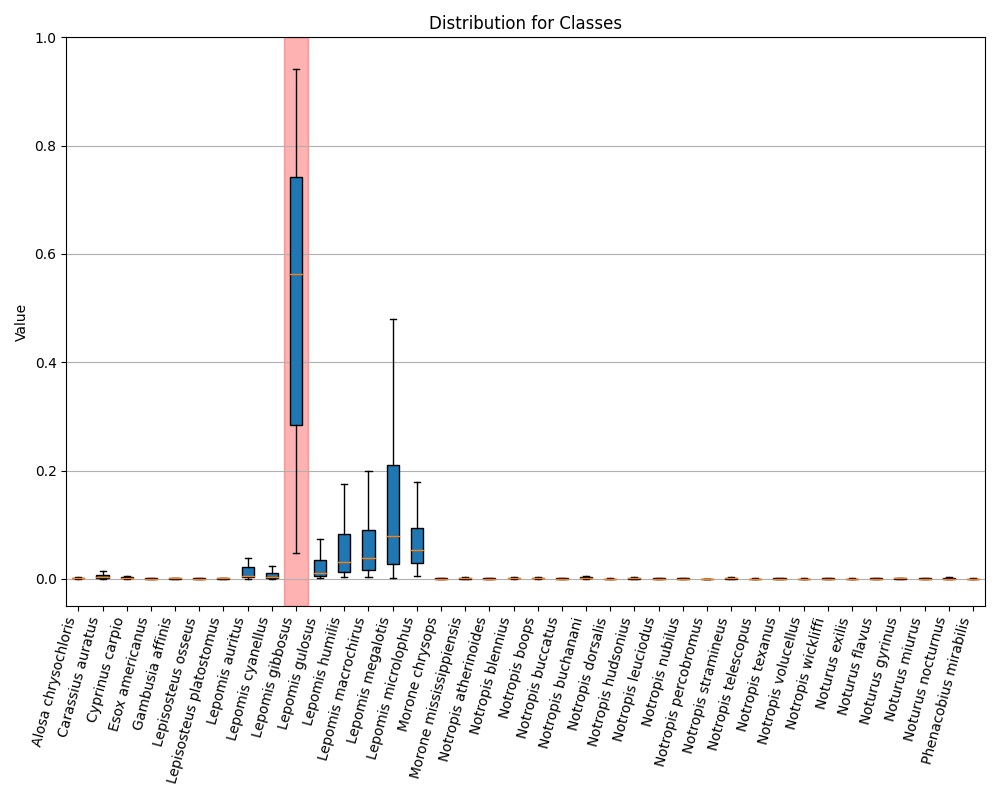 Distribution for Classes
1.0
0.8
0.6
0.4
0.2
0.0
Value
Alosa chrysochloris
Carassius auratus
Cyprinus carpio
Esox americanus
Gambusia affinis
Lepisosteus osseus
Lepisosteus platostomus
Lepomis auritus
Lepomis cyanellus
Lepomis gibbosus
Lepomis gulosus
Lepomis humilis
Lepomis macrochirus
Lepomis megalotis
Lepomis microlophus
Morone chrysops
Morone mississippiensis
Notropis atherinoides
Notropis blennius
Notropis boops
Notropis buccatus
Notropis buchanani
Notropis dorsalis
Notropis hudsonius
Notropis leuciodus
Notropis nubilus
Notropis percobromus
Notropis stramineus
Notropis telescopus
Notropis texanus
Notropis volucellus
Notropis wickliffi
Noturus exilis
Noturus flavus
Noturus gyrinus
Noturus miurus
Noturus nocturnus
Phenacobius mirabilis